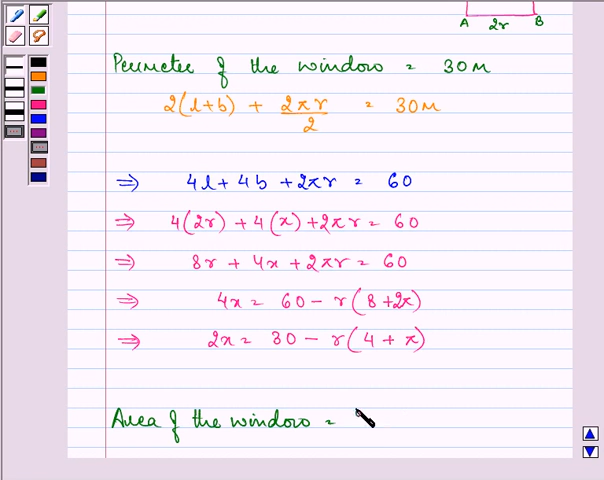 A 2r B
Perimeter of the window = 30m
2(l+b) + 2πr/2 = 30m
⇒ 4l+4b+2πr = 60
⇒ 4(2r) + 4(x) + 2πr = 60
⇒ 8r + 4x + 2πr = 60
⇒ 4x = 60 - r(8+2π)
⇒ 2x = 30 - r(4+π)
Area of the window =